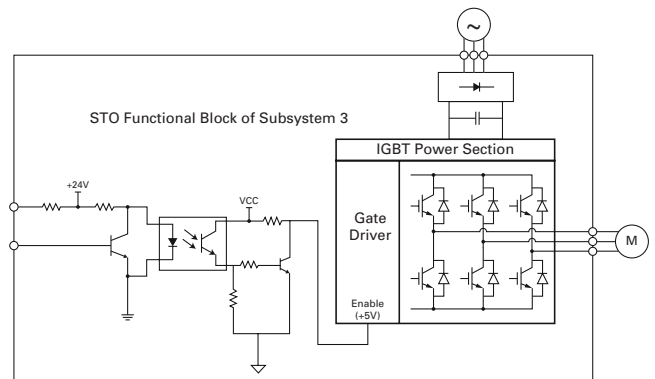 ~
STO Functional Block of Subsystem 3
IGBT Power Section
+24V
VCC
Gate
Driver
M
Enable
(+5V)